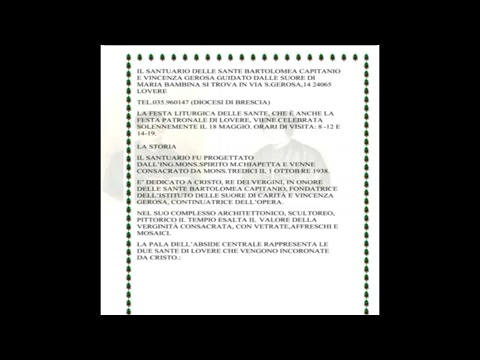 IL SANTUARIO DELLE SANTE BARTOLOMEA CAPITANIO
E VINCENZA GEROSA GUIDATO DALLE SUORE DI
MARIA BAMBINA SI TROVA IN VIA S.GEROSA,14 24065
LOVERE
TEL.035.960147 (DIOCESI DI BRESCIA)
LA FESTA LITURGICA DELLE SANTE, CHE È ANCHE LA
FESTA PATRONALE DI LOVERE, VIENE CELEBRATA
SOLENNEMENTE IL 18 MAGGIO. ORARI DI VISITA: 8 -12 E
14-19.
LA STORIA
IL SANTUARIO FU PROGETTATO
DALL'ING.MONS.SPIRITO M.CHIAPETTA E VENNE
CONSACRATO DA MONS.TREDICI IL 1 OTTOBRE 1938.
E' DEDICATO A CRISTO, RE DEI VERGINI, IN ONORE
DELLE SANTE BARTOLOMEA CAPITANIO, FONDATRICE
DELL'ISTITUTO DELLE SUORE DI CARITÀ E VINCENZA
GEROSA, CONTINUATRICE DELL'OPERA.
NEL SUO COMPLESSO ARCHITETTONICO, SCULTOREO,
PITTORICO IL TEMPIO ESALTA IL VALORE DELLA
VERGINITÀ CONSACRATA, CON VETRATE,AFFRESCHI E
MOSAICI.
LA PALA DELL'ABSIDE CENTRALE RAPPRESENTA LE
DUE SANTE DI LOVERE CHE VENGONO INCORONATE
DA CRISTO.: